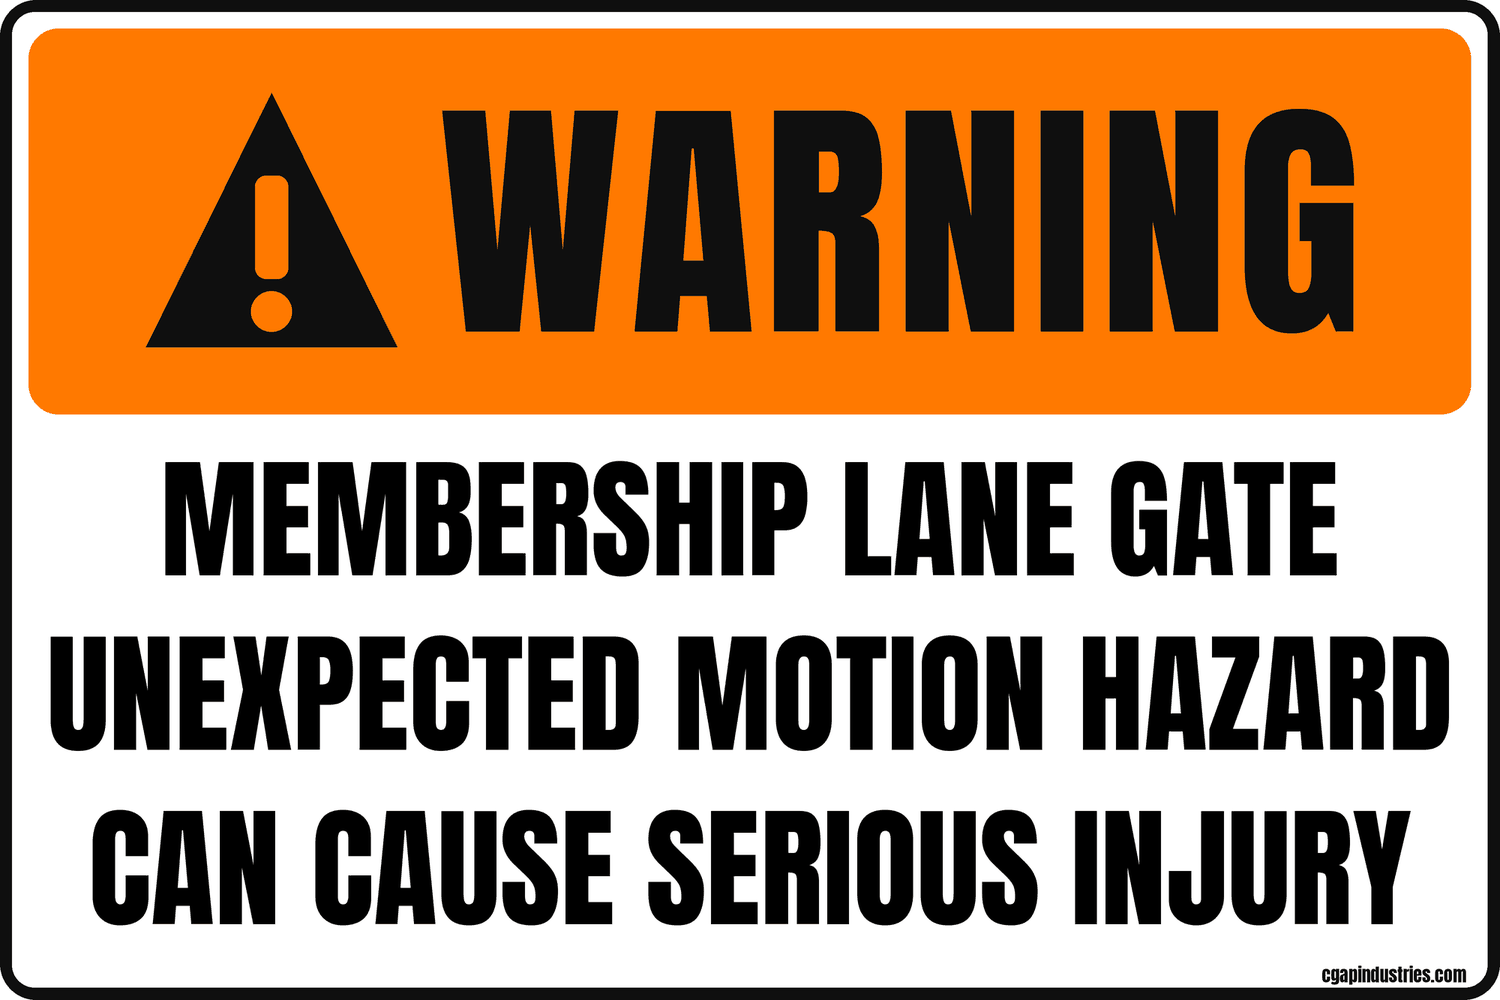 WARNING
MEMBERSHIP LANE GATE
UNEXPECTED MOTION HAZARD
CAN CAUSE SERIOUS INJURY
cgapindustries.com